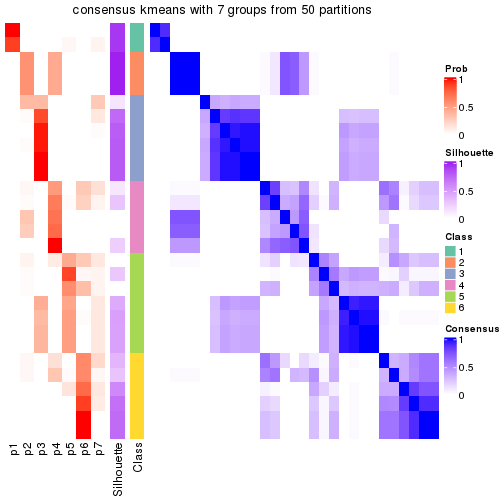 consensus kmeans with 7 groups from 50 partitions
Prob
1
0.5
0
Silhouette
1
0.5
0
Class
1
2
3
4
5
6
Consensus
1
0.5
0
p1
p2
p3
p4
p5
p6
p7
Silhouette
Class